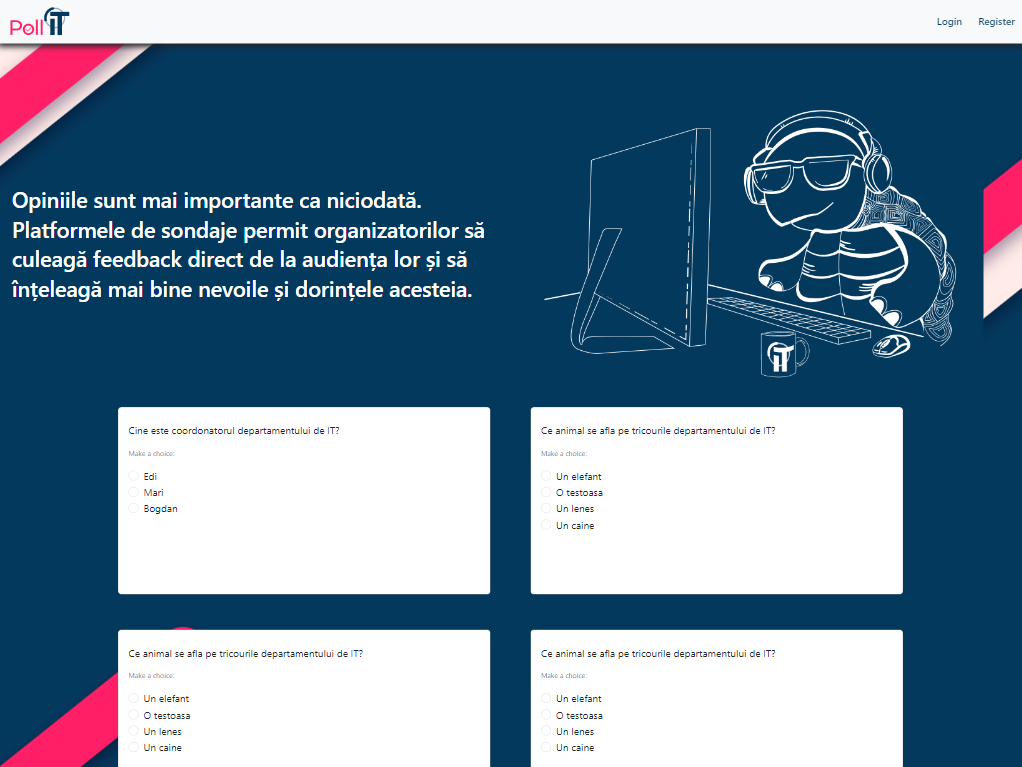 Poll iT
Login
Register
Opiniile sunt mai importante ca niciodată.
Platformele de sondaje permit organizatorilor să
culeagă feedback direct de la audiența lor și să
înțeleagă mai bine nevoile și dorințele acesteia.
iT
Cine este coordonatorul departamentului de IT?
Make a choice:
Edi
Mari
Bogdan
Ce animal se afla pe tricourile departamentului de IT?
Make a choice:
Un elefant
O testoasa
Un lenes
Un caine
Ce animal se afla pe tricourile departamentului de IT?
Make a choice:
Un elefant
O testoasa
Un lenes
Un caine
Ce animal se afla pe tricourile departamentului de IT?
Make a choice:
Un elefant
O testoasa
Un lenes
Un caine